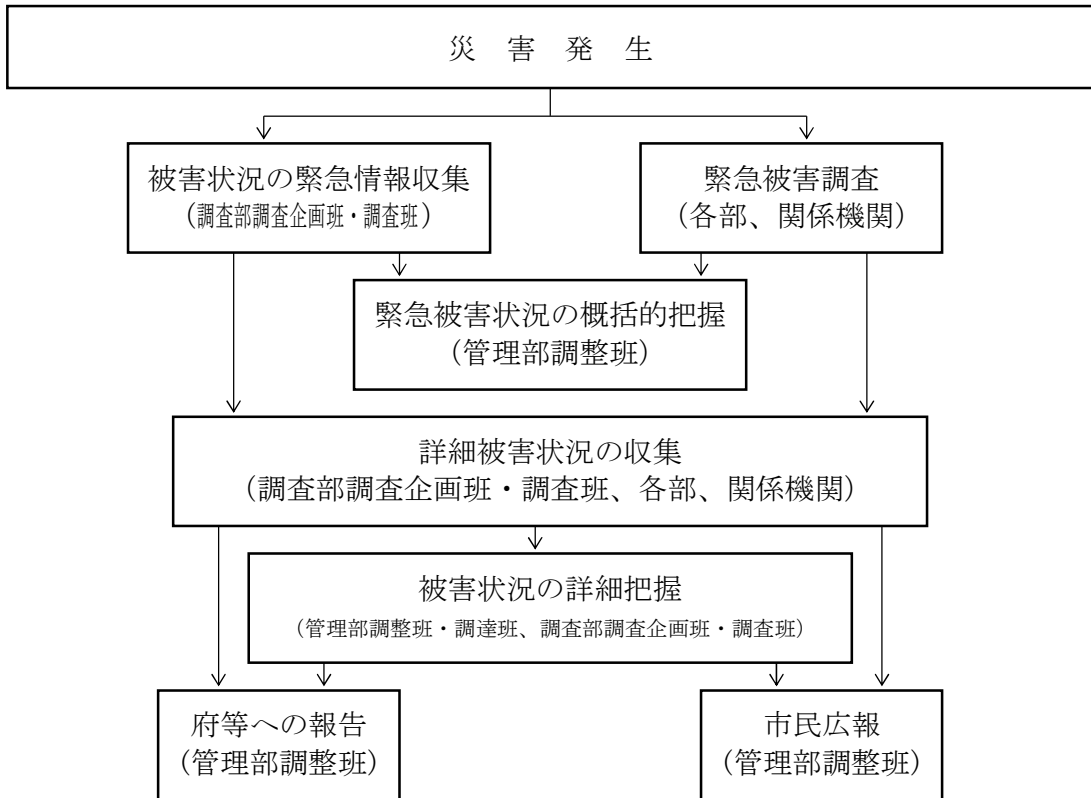 災 害 発 生
被害状況の緊急情報収集
（調査部調査企画班・調査班）
緊急被害調査
（各部、関係機関）
緊急被害状況の概括的把握
（管理部調整班）
詳細被害状況の収集
（調査部調査企画班・調査班、各部、関係機関）
被害状況の詳細把握
（管理部調整班・調達班、調査部調査企画班・調査班）
府等への報告
（管理部調整班）
市民広報
（管理部調整班）